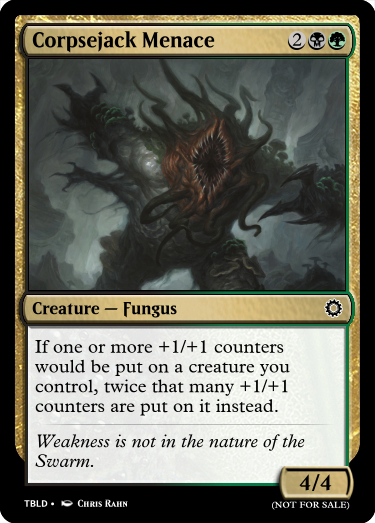 Corpsejack Menace 2
Creature — Fungus
If one or more +1/+1 counters
would be put on a creature you
control, twice that many +1/+1
counters are put on it instead.
Weakness is not in the nature of the
Swarm.
4/4
TBLD • Chris Rahn
(NOT FOR SALE)